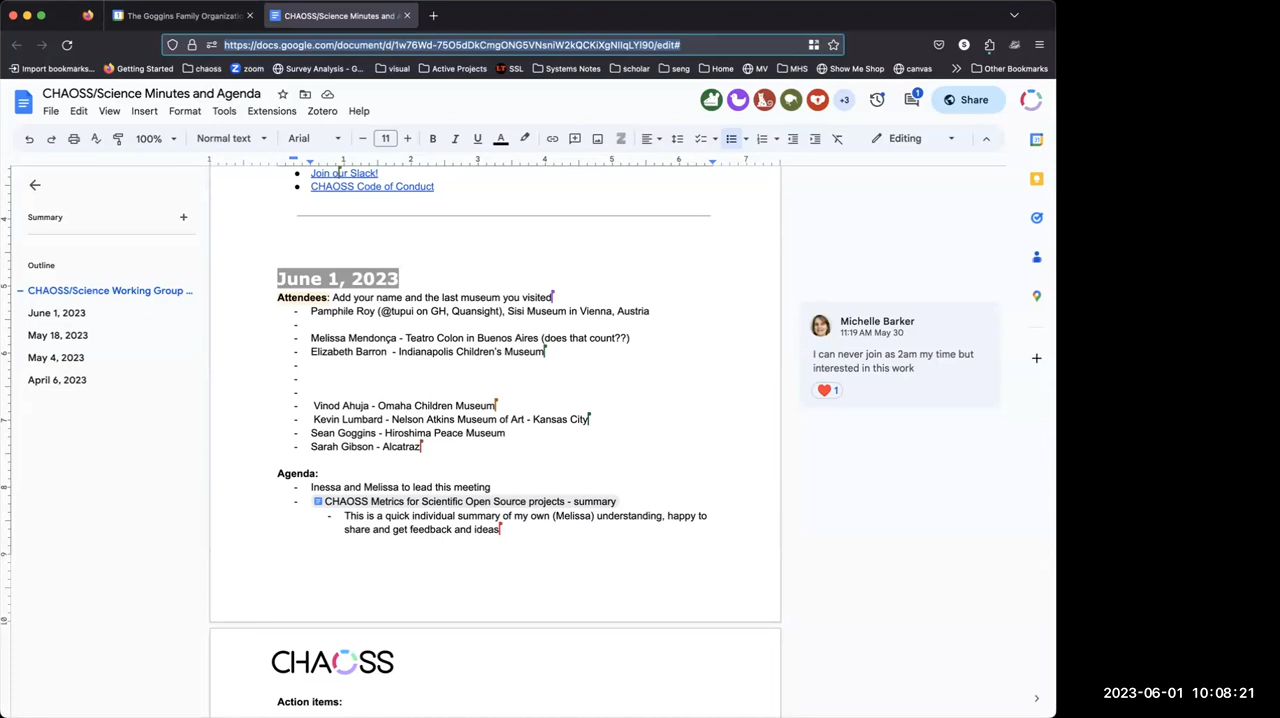 The Goggins Family Organizatio
CHAOSS/Science Minutes and A
https://docs.google.com/document/d/1w76Wd-75O5dDkCmgONG5VNsniW2kQCKiXgNIIqLYl90/edit#
Import bookmarks...
Getting Started
chaoss
zoom
Survey Analysis - G...
visual
Active Projects
SSL
Systems Notes
scholar
seng
Home
MV
MHS
Show Me Shop
canvas
Other Bookmarks
CHAOSS/Science Minutes and Agenda
+3
1
Share
File Edit View Insert Format Tools Extensions Zotero Help
100%
Normal text
Arial
11
B I U A
Editing
1 1 2 3 4 5 6 7
Summary
Outline
CHAOSS/Science Working Group ...
June 1, 2023
May 18, 2023
May 4, 2023
April 6, 2023
Join our Slack!
CHAOSS Code of Conduct
June 1, 2023
Attendees: Add your name and the last museum you visited
- Pamphile Roy (@tupui on GH, Quansight), Sisi Museum in Vienna, Austria
-
- Melissa Mendonça - Teatro Colon in Buenos Aires (does that count??)
- Elizabeth Barron - Indianapolis Children's Museum
-
-
-
- Vinod Ahuja - Omaha Children Museum
- Kevin Lumbard - Nelson Atkins Museum of Art - Kansas City
- Sean Goggins - Hiroshima Peace Museum
- Sarah Gibson - Alcatraz
Agenda:
- Inessa and Melissa to lead this meeting
- CHAOSS Metrics for Scientific Open Source projects - summary
- This is a quick individual summary of my own (Melissa) understanding, happy to
share and get feedback and ideas
CHAOSS
Action items:
Michelle Barker
11:19 AM May 30
I can never join as 2am my time but
interested in this work
1
2023-06-01 10:08:21